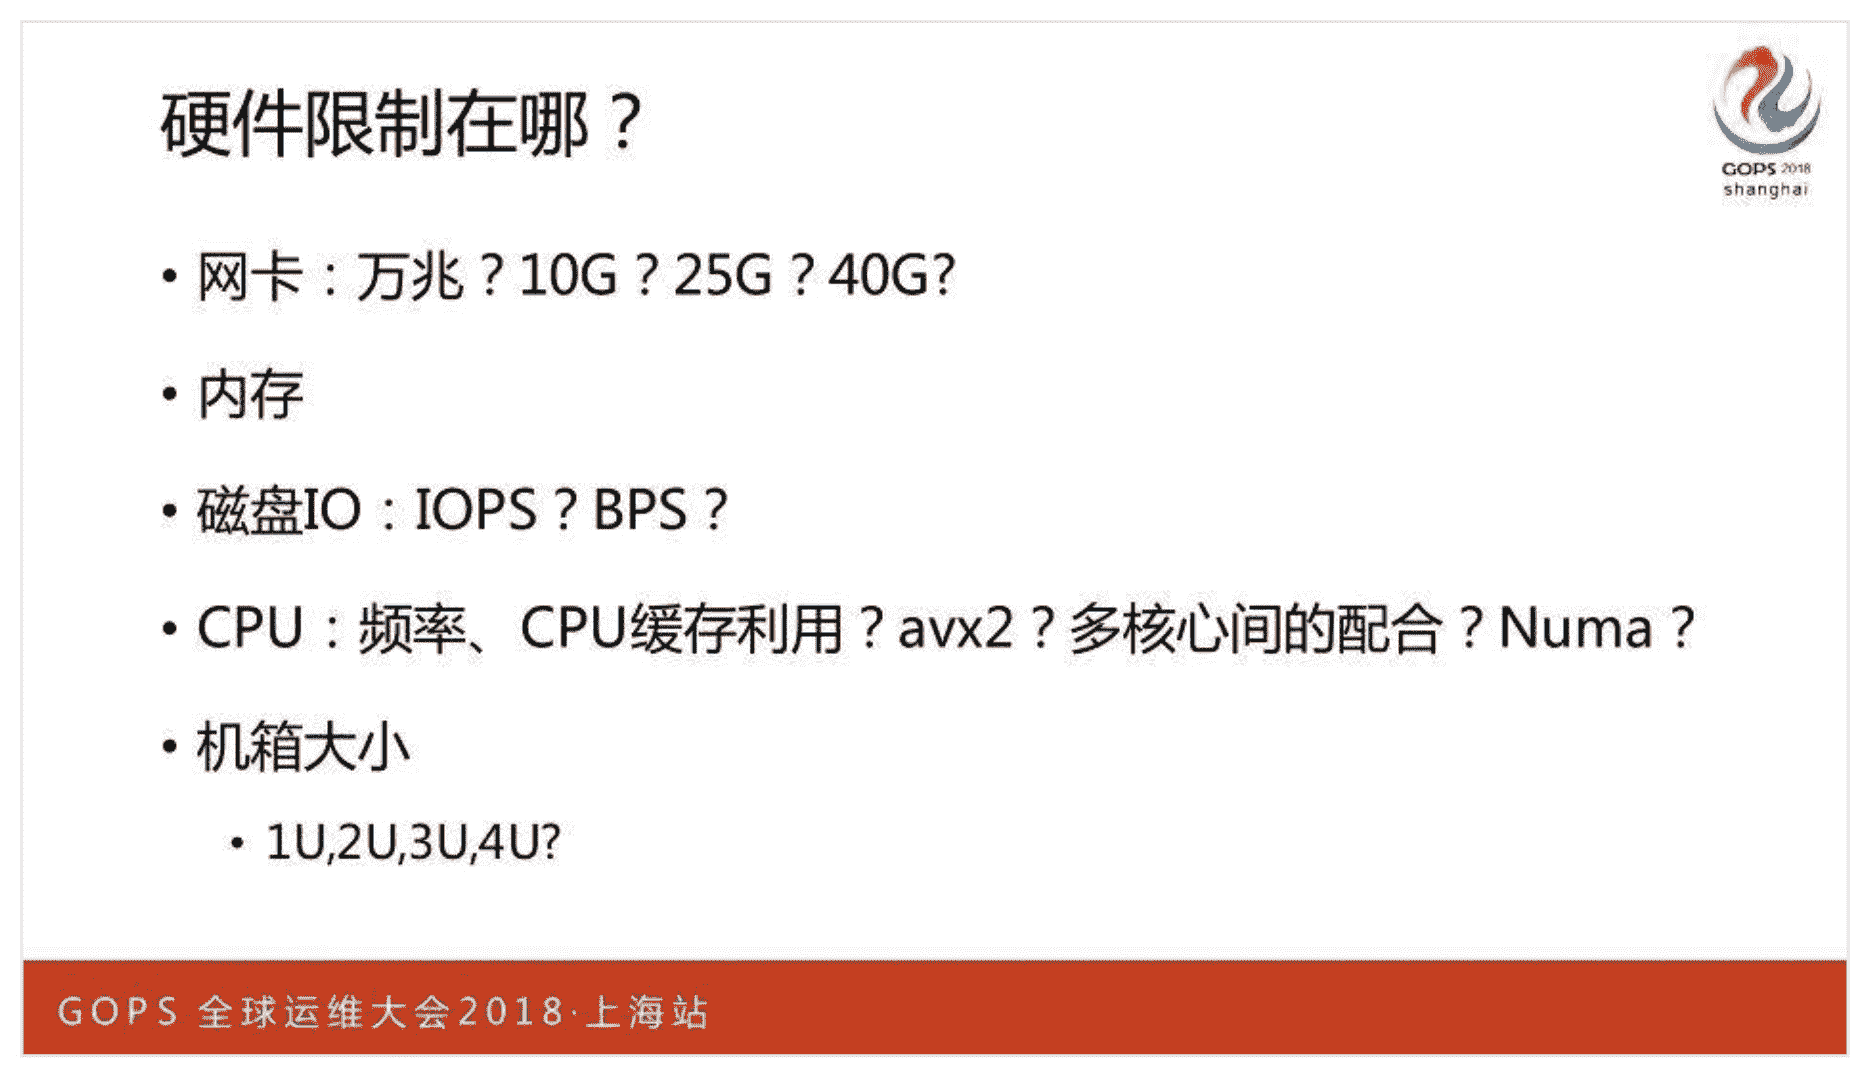 硬件限制在哪？
GOPS 2018
shanghai
• 网卡：万兆？10G？25G？40G?
• 内存
• 磁盘IO：IOPS？BPS？
• CPU：频率、CPU缓存利用？avx2？多核心间的配合？Numa？
• 机箱大小
• 1U,2U,3U,4U?
GOPS 全球运维大会2018·上海站